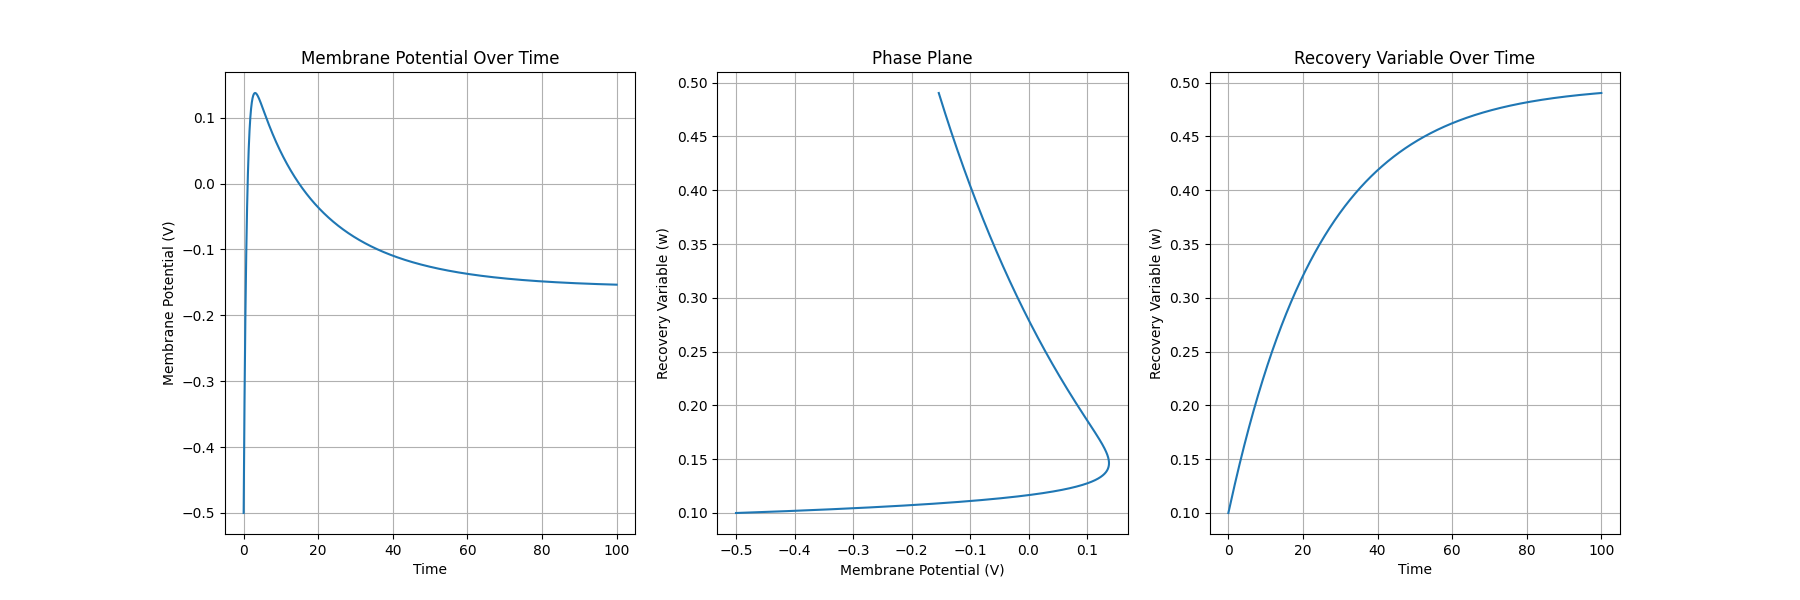 Membrane Potential Over Time
Membrane Potential (V)
0.1
0.0
−0.1
−0.2
−0.3
−0.4
−0.5
0 20 40 60 80 100
Time
Phase Plane
Recovery Variable (w)
0.50
0.45
0.40
0.35
0.30
0.25
0.20
0.15
0.10
−0.5 −0.4 −0.3 −0.2 −0.1 0.0 0.1
Membrane Potential (V)
Recovery Variable Over Time
Recovery Variable (w)
0.50
0.45
0.40
0.35
0.30
0.25
0.20
0.15
0.10
0 20 40 60 80 100
Time